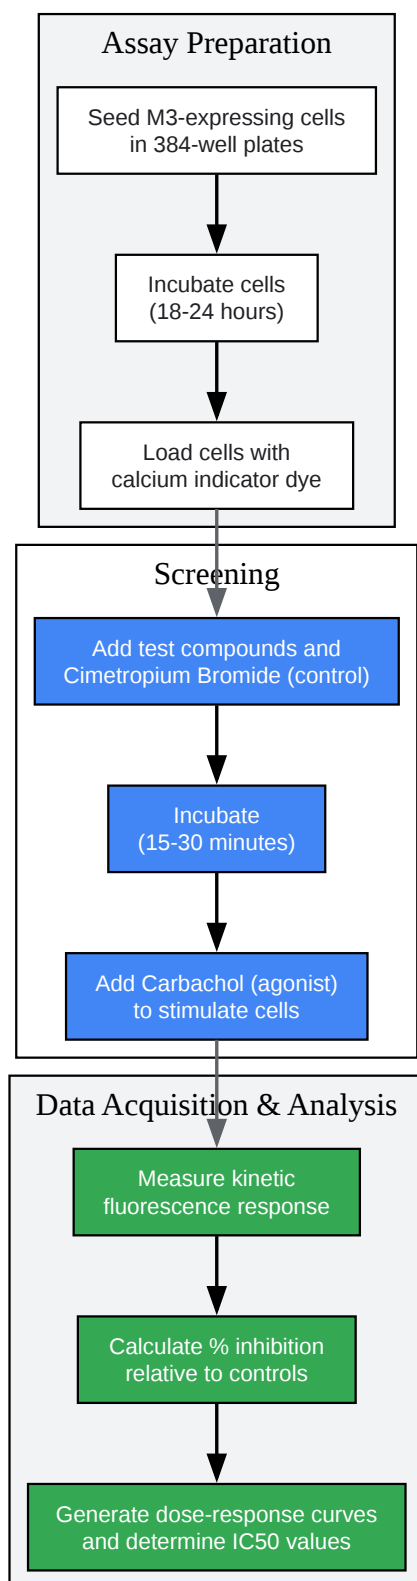 Assay Preparation
Seed M3-expressing cells
in 384-well plates
Incubate cells
(18-24 hours)
Load cells with
calcium indicator dye
Screening
Add test compounds and
Cimetropium Bromide (control)
Incubate
(15-30 minutes)
Add Carbachol (agonist)
to stimulate cells
Data Acquisition & Analysis
Measure kinetic
fluorescence response
Calculate % inhibition
relative to controls
Generate dose-response curves
and determine IC50 values